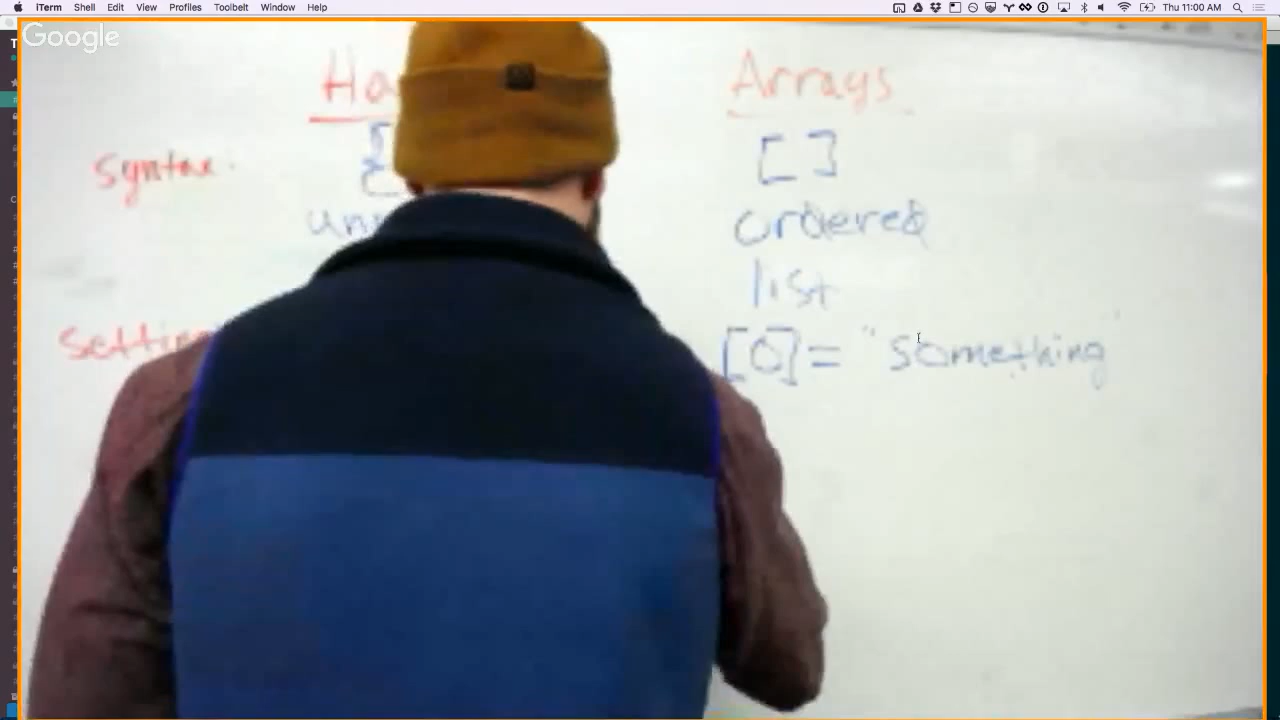 iTerm Shell Edit View Profiles Toolbelt Window Help Thu 11:00 AM
Google
Arrays
syntax.
[ ]
ordered
list
[0] = "something"